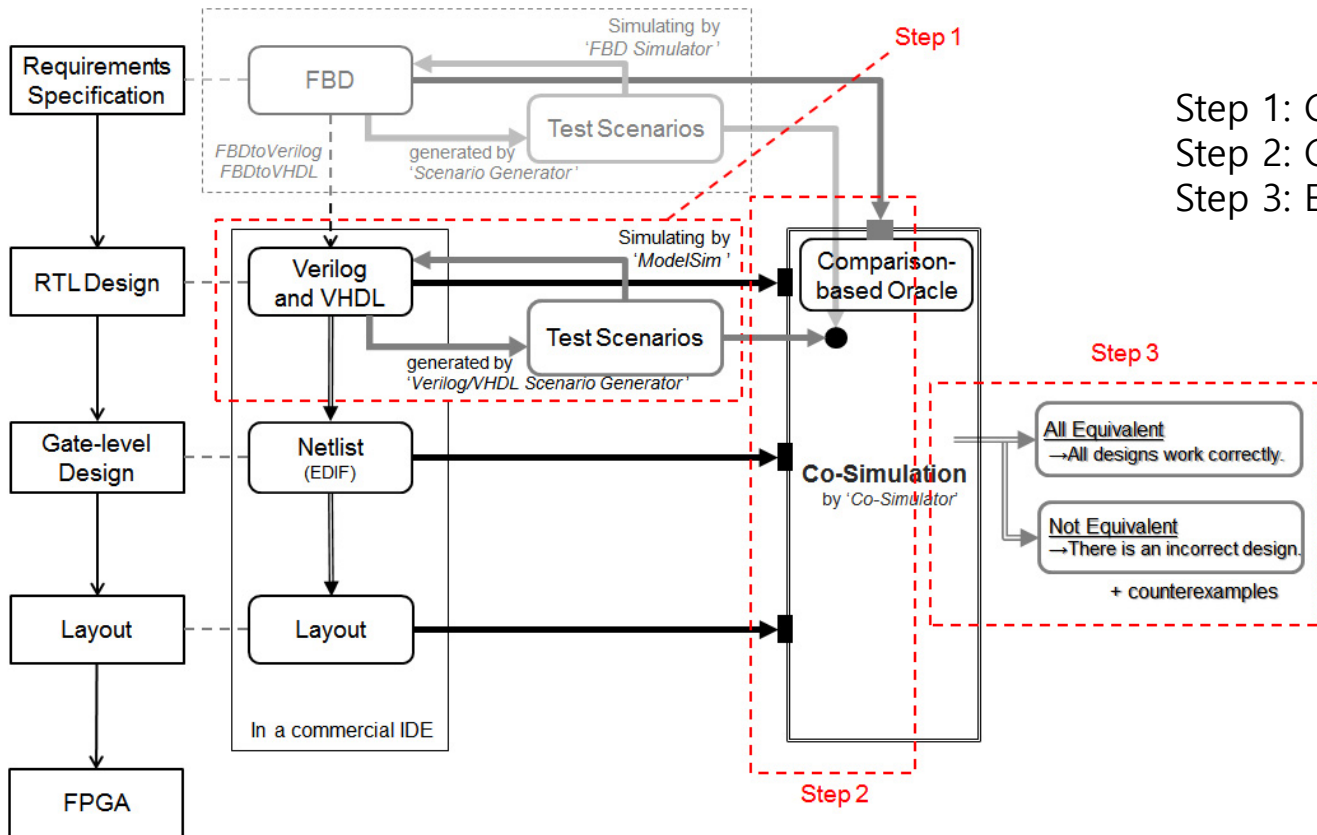 Requirements
Specification
RTL Design
Gate-level
Design
Layout
FPGA
FBD
Simulating by
'FBD Simulator'
Test Scenarios
generated by
'Scenario Generator'
FBDtoVerilog
FBDtoVHDL
Step 1
Verilog
and VHDL
Simulating by
'ModelSim'
Test Scenarios
generated by
'Verilog/VHDL Scenario Generator'
Netlist
(EDIF)
Layout
In a commercial IDE
Comparison-
based Oracle
Co-Simulation
by 'Co-Simulator'
Step 2
Step 3
All Equivalent
→All designs work correctly.
Not Equivalent
→There is an incorrect design.
+ counterexamples
Step 1:
Step 2:
Step 3: